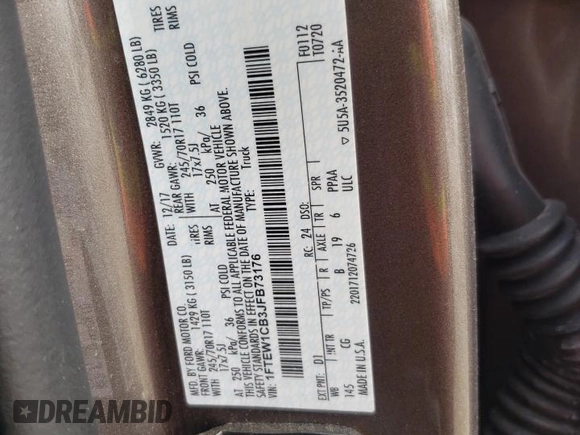 MFD. BY FORD MOTOR CO.
DATE: 12/17 GVWR: 2849 KG ( 6280 LB)
FRONT GAWR: 1429 KG ( 3150 LB) REAR GAWR: 1520 KG ( 3350 LB)
WITH 245/70R17 110T TIRES WITH 245/70R17 110T TIRES
17x7.5J RIMS 17x7.5J RIMS
AT 250 kPa/ 36 PSI COLD AT 250 kPa/ 36 PSI COLD
THIS VEHICLE CONFORMS TO ALL APPLICABLE FEDERAL MOTOR VEHICLE
SAFETY STANDARDS IN EFFECT ON THE DATE OF MANUFACTURE SHOWN ABOVE.
VIN: 1FTEW1CB3JFB73176 TYPE: Truck
F0112
T0720
EXT PNT: D1 RC: 24 DSO:
WB INT TR TP/PS R AXLE TR SPR
145 CG B 19 6 PPAA
2201712074726 ULC
MADE IN U.S.A. ▽ 5U5A-3520472-AA
DREAMBID